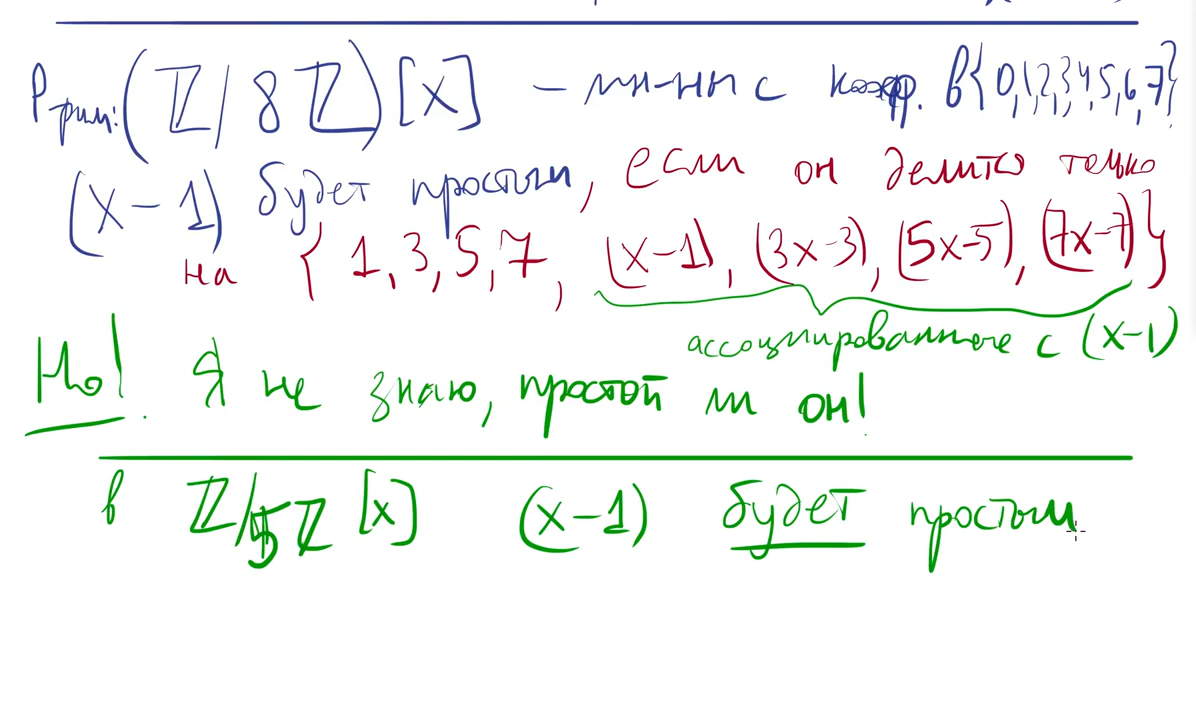 Прим: (ℤ/8ℤ)[x] – мн-ны с коэфф. в {0,1,2,3,4,5,6,7}
(x-1) будет простым, если он делится только
на {1, 3, 5, 7, (x-1), (3x-3), (5x-5), (7x-7)}
ассоциированные с (x-1)
Но! Я не знаю, простой ли он!
в ℤ/5ℤ[x] (x-1) будет простым